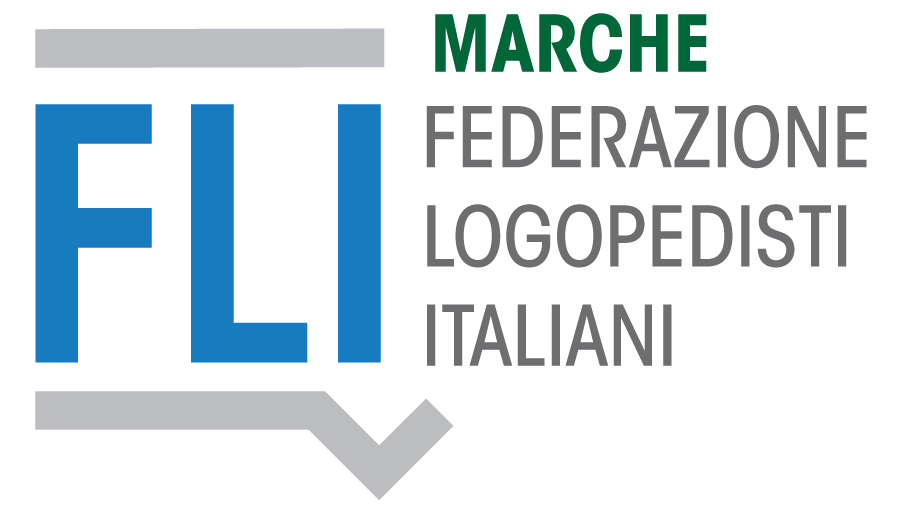 FLI
MARCHE
FEDERAZIONE
LOGOPEDISTI
ITALIANI